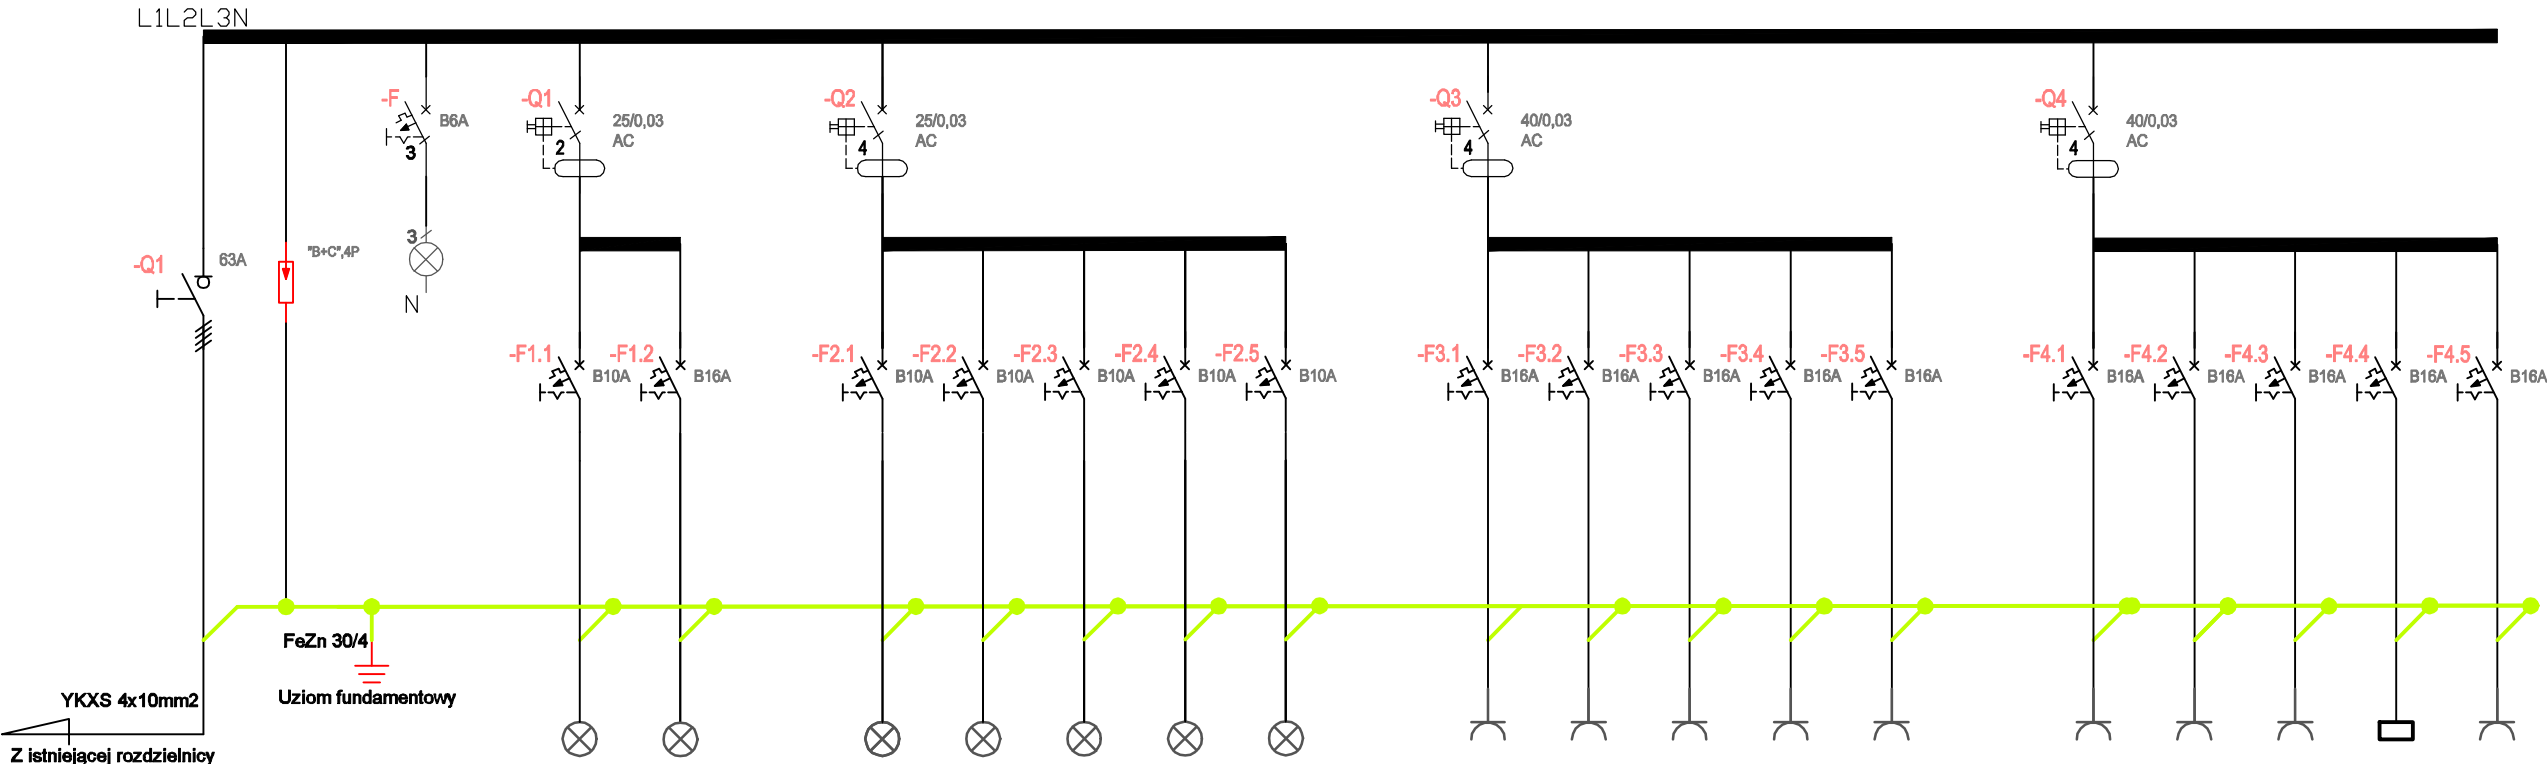 L1L2L3N
-F
B6A
3
3
N
-Q1
25/0,03
AC
2
-Q2
25/0,03
AC
4
-Q3
40/0,03
AC
4
-Q4
40/0,03
AC
4
-Q1
63A
"B+C",4P
-F1.1
B10A
-F1.2
B16A
-F2.1
B10A
-F2.2
B10A
-F2.3
B10A
-F2.4
B10A
-F2.5
B10A
-F3.1
B16A
-F3.2
B16A
-F3.3
B16A
-F3.4
B16A
-F3.5
B16A
-F4.1
B16A
-F4.2
B16A
-F4.3
B16A
-F4.4
B16A
-F4.5
B16A
FeZn 30/4
Uziom fundamentowy
YKXS 4x10mm2
Z istniejącej rozdzielnicy